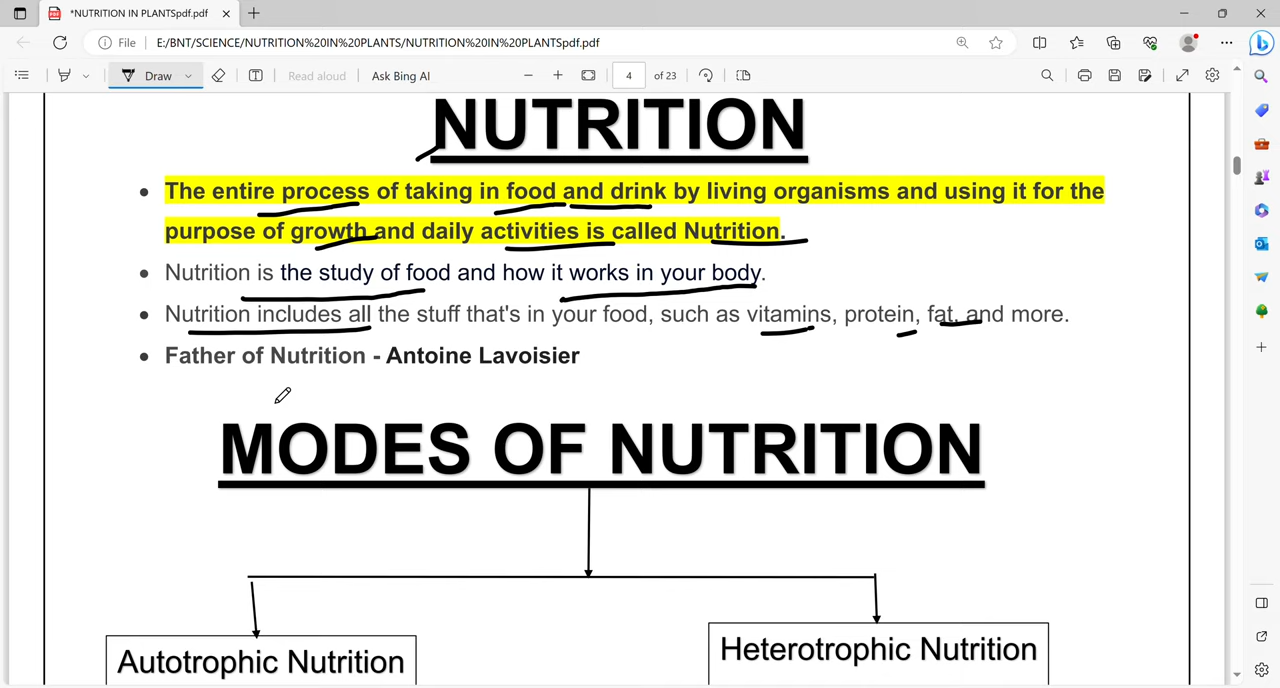 *NUTRITION IN PLANTSpdf.pdf
File E:/BNT/SCIENCE/NUTRITION%20IN%20PLANTS/NUTRITION%20IN%20PLANTSpdf.pdf
Draw Read aloud Ask Bing AI 4 of 23
NUTRITION
• The entire process of taking in food and drink by living organisms and using it for the
purpose of growth and daily activities is called Nutrition.
• Nutrition is the study of food and how it works in your body.
• Nutrition includes all the stuff that's in your food, such as vitamins, protein, fat, and more.
• Father of Nutrition - Antoine Lavoisier
MODES OF NUTRITION
Autotrophic Nutrition
Heterotrophic Nutrition